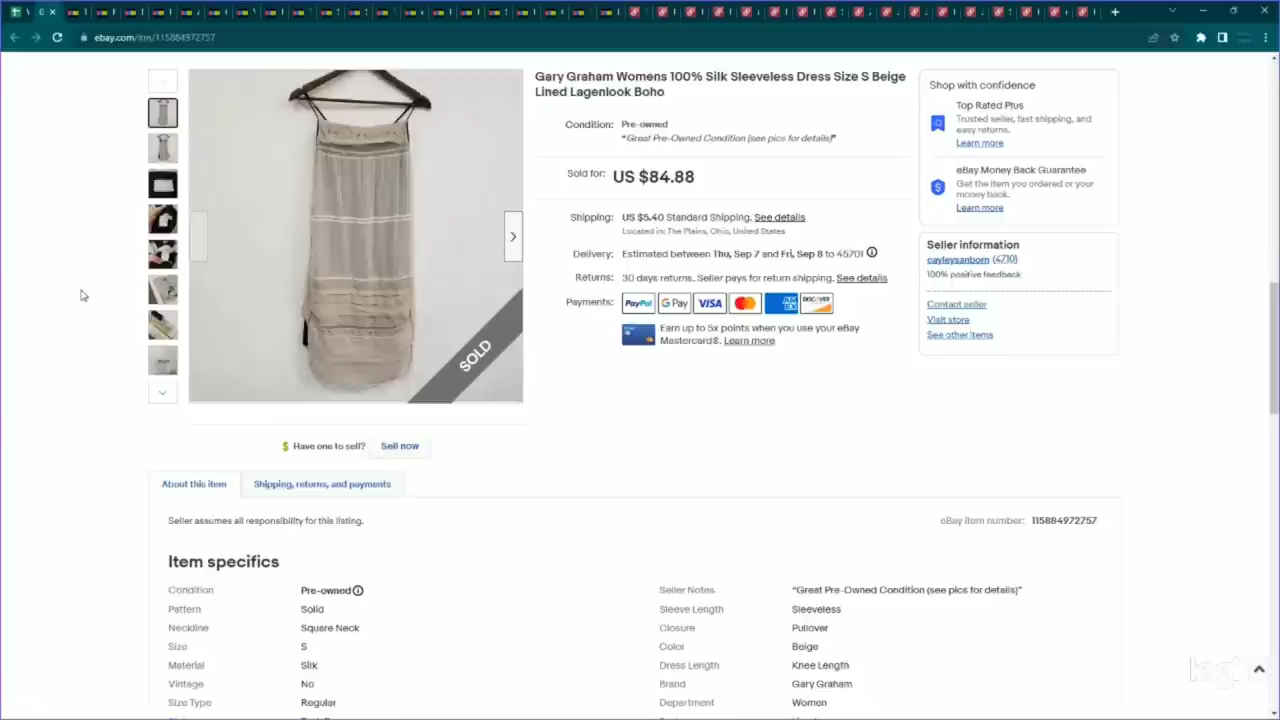 ebay.com/itm/115884972757
Gary Graham Womens 100% Silk Sleeveless Dress Size S Beige
Lined Lagenlook Boho
Condition: Pre-owned
“Great Pre-Owned Condition (see pics for details)”
Sold for: US $84.88
Shipping: US $5.40 Standard Shipping. See details
Located in: The Plains, Ohio, United States
Delivery: Estimated between Thu, Sep 7 and Fri, Sep 8 to 45701
Returns: 30 days returns. Seller pays for return shipping. See details
Payments: PayPal G Pay VISA AM EX DISCOVER
Earn up to 5x points when you use your eBay
Mastercard®. Learn more
SOLD
Shop with confidence
Top Rated Plus
Trusted seller, fast shipping, and
easy returns.
Learn more
eBay Money Back Guarantee
Get the item you ordered or your
money back.
Learn more
Seller information
cayleysanborn (4710)
100% positive feedback
Contact seller
Visit store
See other items
$ Have one to sell? Sell now
About this item Shipping, returns, and payments
Seller assumes all responsibility for this listing.
eBay item number: 115884972757
Item specifics
Condition Pre-owned
Seller Notes “Great Pre-Owned Condition (see pics for details)”
Pattern Solid
Sleeve Length Sleeveless
Neckline Square Neck
Closure Pullover
Size S
Color Beige
Material Silk
Dress Length Knee Length
Vintage No
Brand Gary Graham
Size Type Regular
Department Women